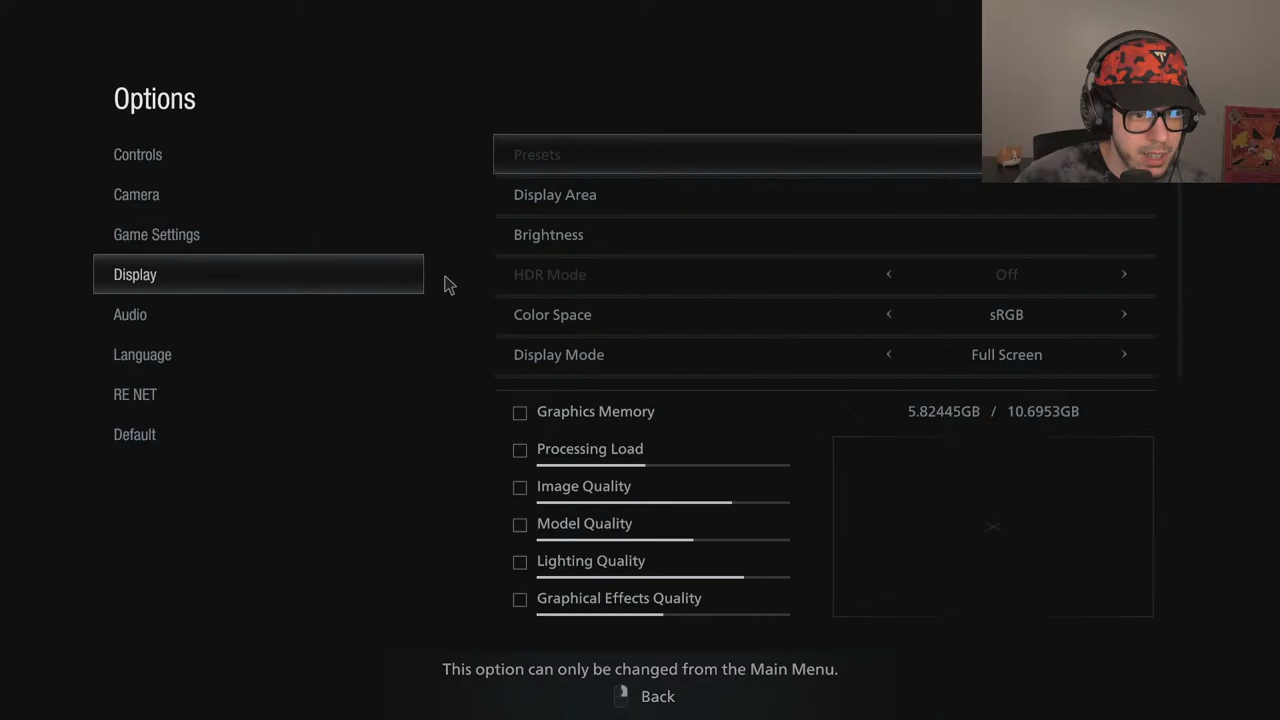 Options
Controls
Camera
Game Settings
Display
Audio
Language
RE NET
Default
Presets
Display Area
Brightness
HDR Mode Off
Color Space sRGB
Display Mode Full Screen
Graphics Memory 5.82445GB / 10.6953GB
Processing Load
Image Quality
Model Quality
Lighting Quality
Graphical Effects Quality
This option can only be changed from the Main Menu.
Back